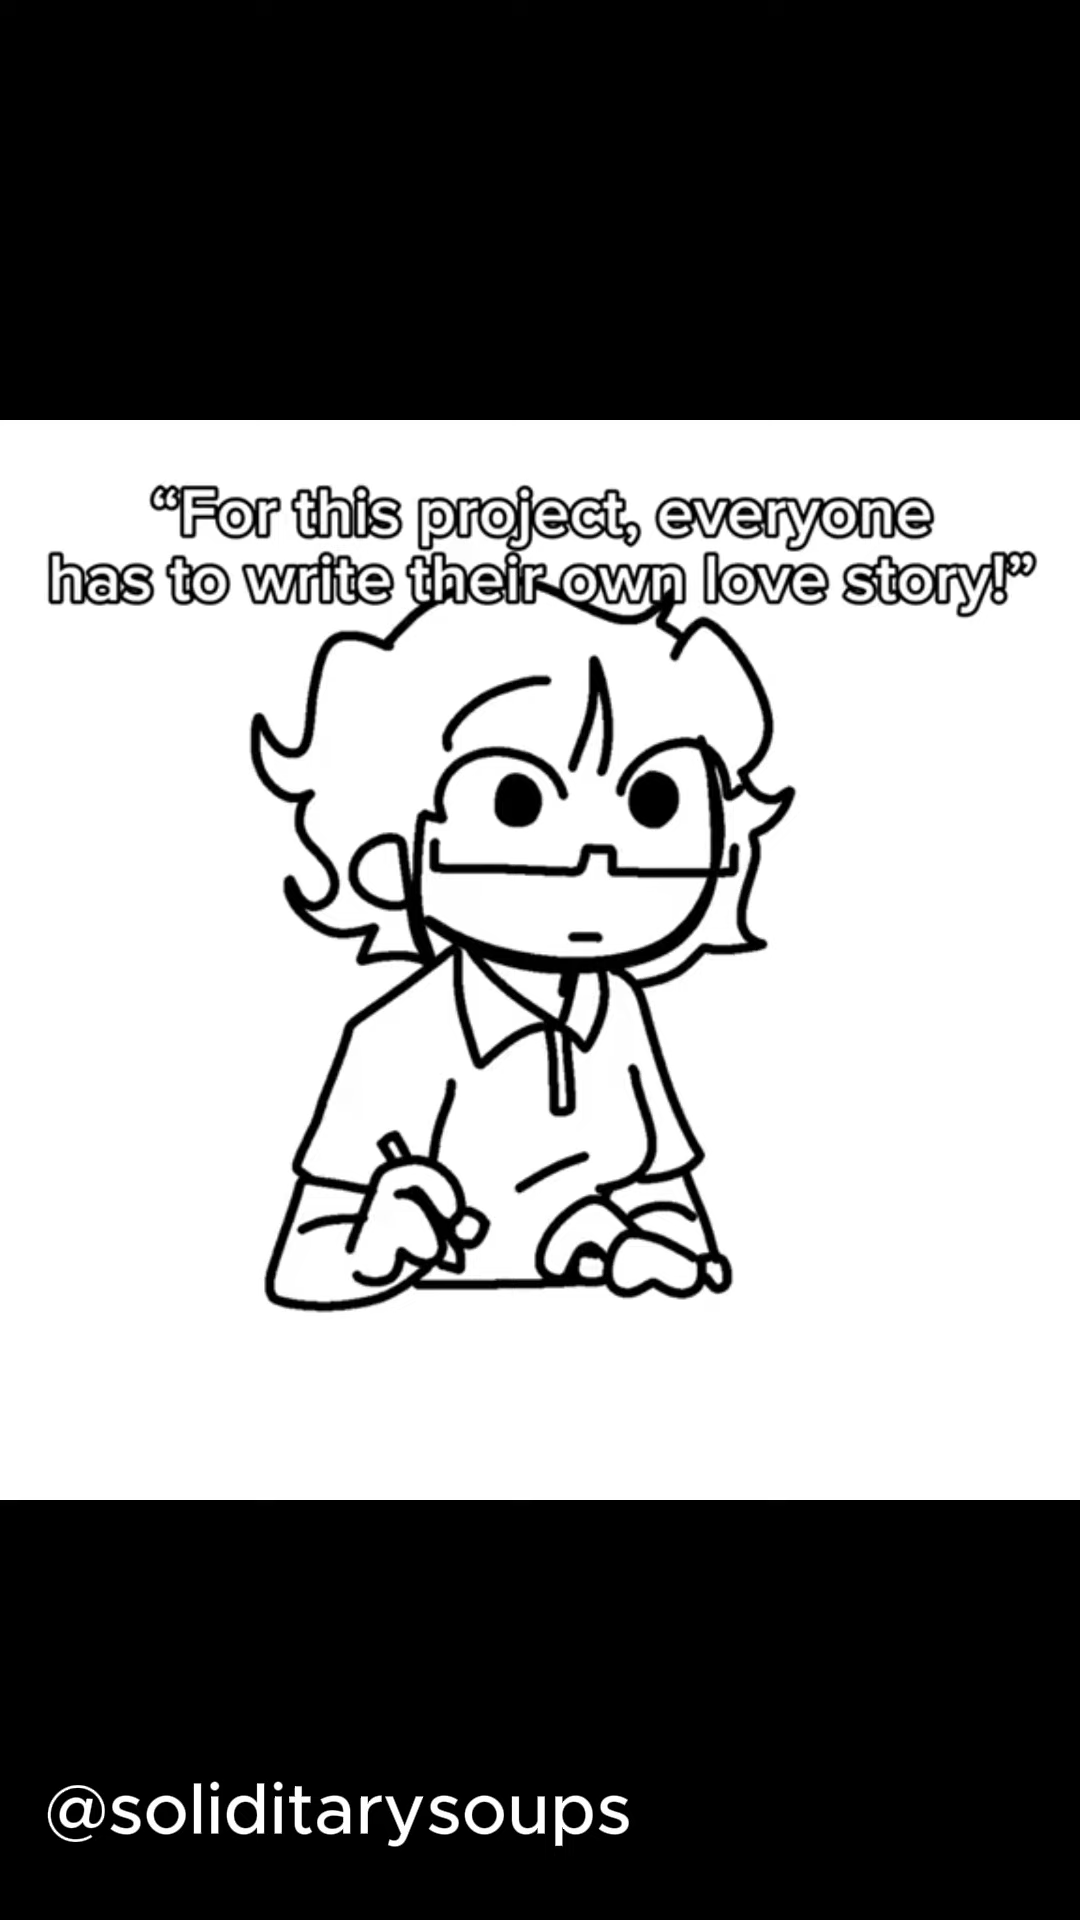 “For this project, everyone
has to write their own love story!”
@soliditarysoups